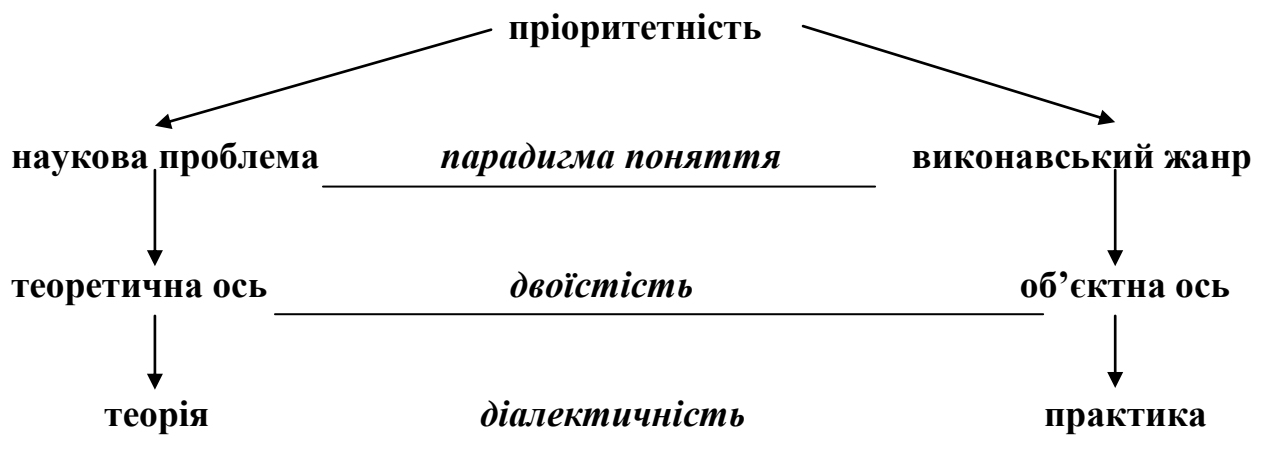 пріоритетність
наукова проблема парадигма поняття виконавський жанр
теоретична ось двоїстість об’єктна ось
теорія діалектичність практика